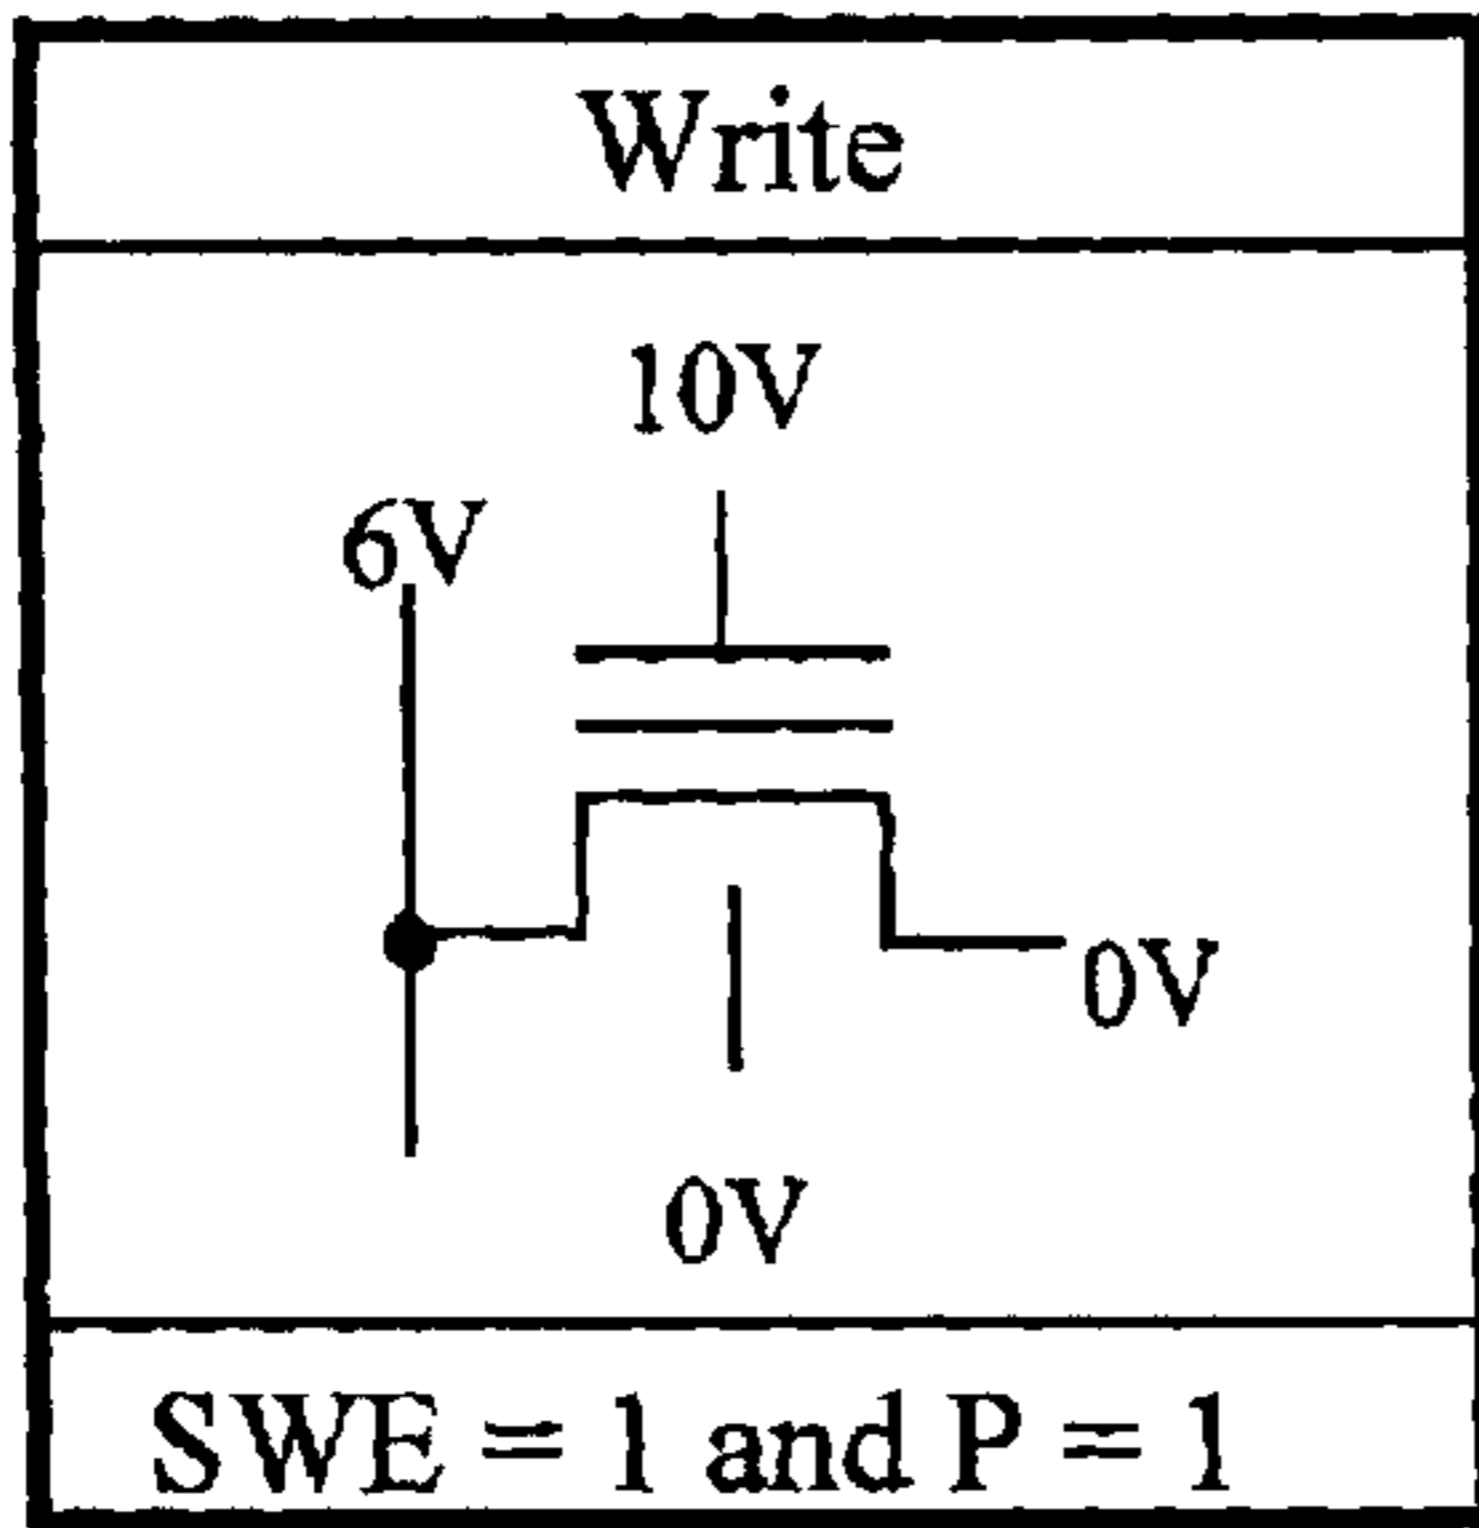 Write
10V
6V
0V
0V
SWE = 1 and P = 1